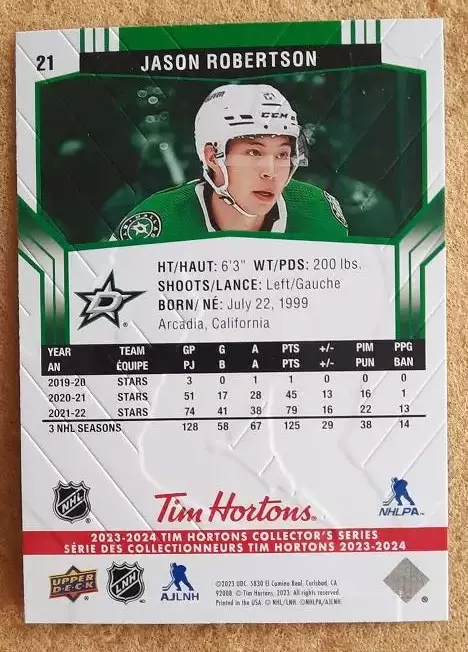 21
JASON ROBERTSON
CCM
HT/HAUT: 6'3" WT/PDS: 200 lbs.
SHOOTS/LANCE: Left/Gauche
BORN/NÉ: July 22, 1999
Arcadia, California
D
YEAR TEAM GP G A PTS +/- PIM PPG
AN ÉQUIPE PJ B A PTS +/- PUN BAN
2019-20 STARS 3 0 1 1 0 0 0
2020-21 STARS 51 17 28 45 13 16 1
2021-22 STARS 74 41 38 79 16 22 13
3 NHL SEASONS 128 58 67 125 29 38 14
NHL
Tim Hortons®
NHLPA™
2023-2024 TIM HORTONS COLLECTOR'S SERIES
SÉRIE DES COLLECTIONNEURS TIM HORTONS 2023-2024
UPPER DECK
LNH
AJLNH
©2023 UDC. 5830 El Camino Real, Carlsbad, CA
92008. © Tim Hortons, 2023. All rights reserved.
Printed in the USA. © NHL/LNH. ©NHLPA/AJLNH.